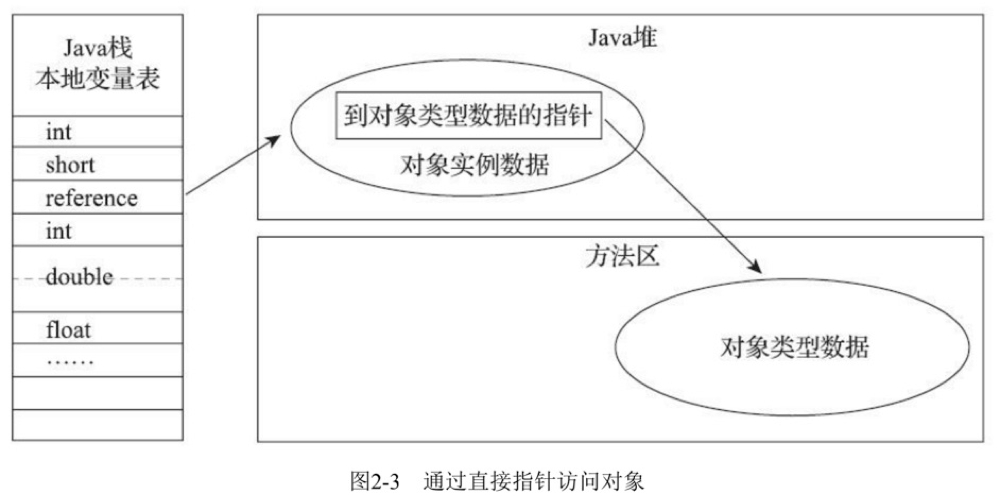 Java栈
本地变量表
int
short
reference
int
double
float
……
Java堆
到对象类型数据的指针
对象实例数据
方法区
对象类型数据
图2-3 通过直接指针访问对象